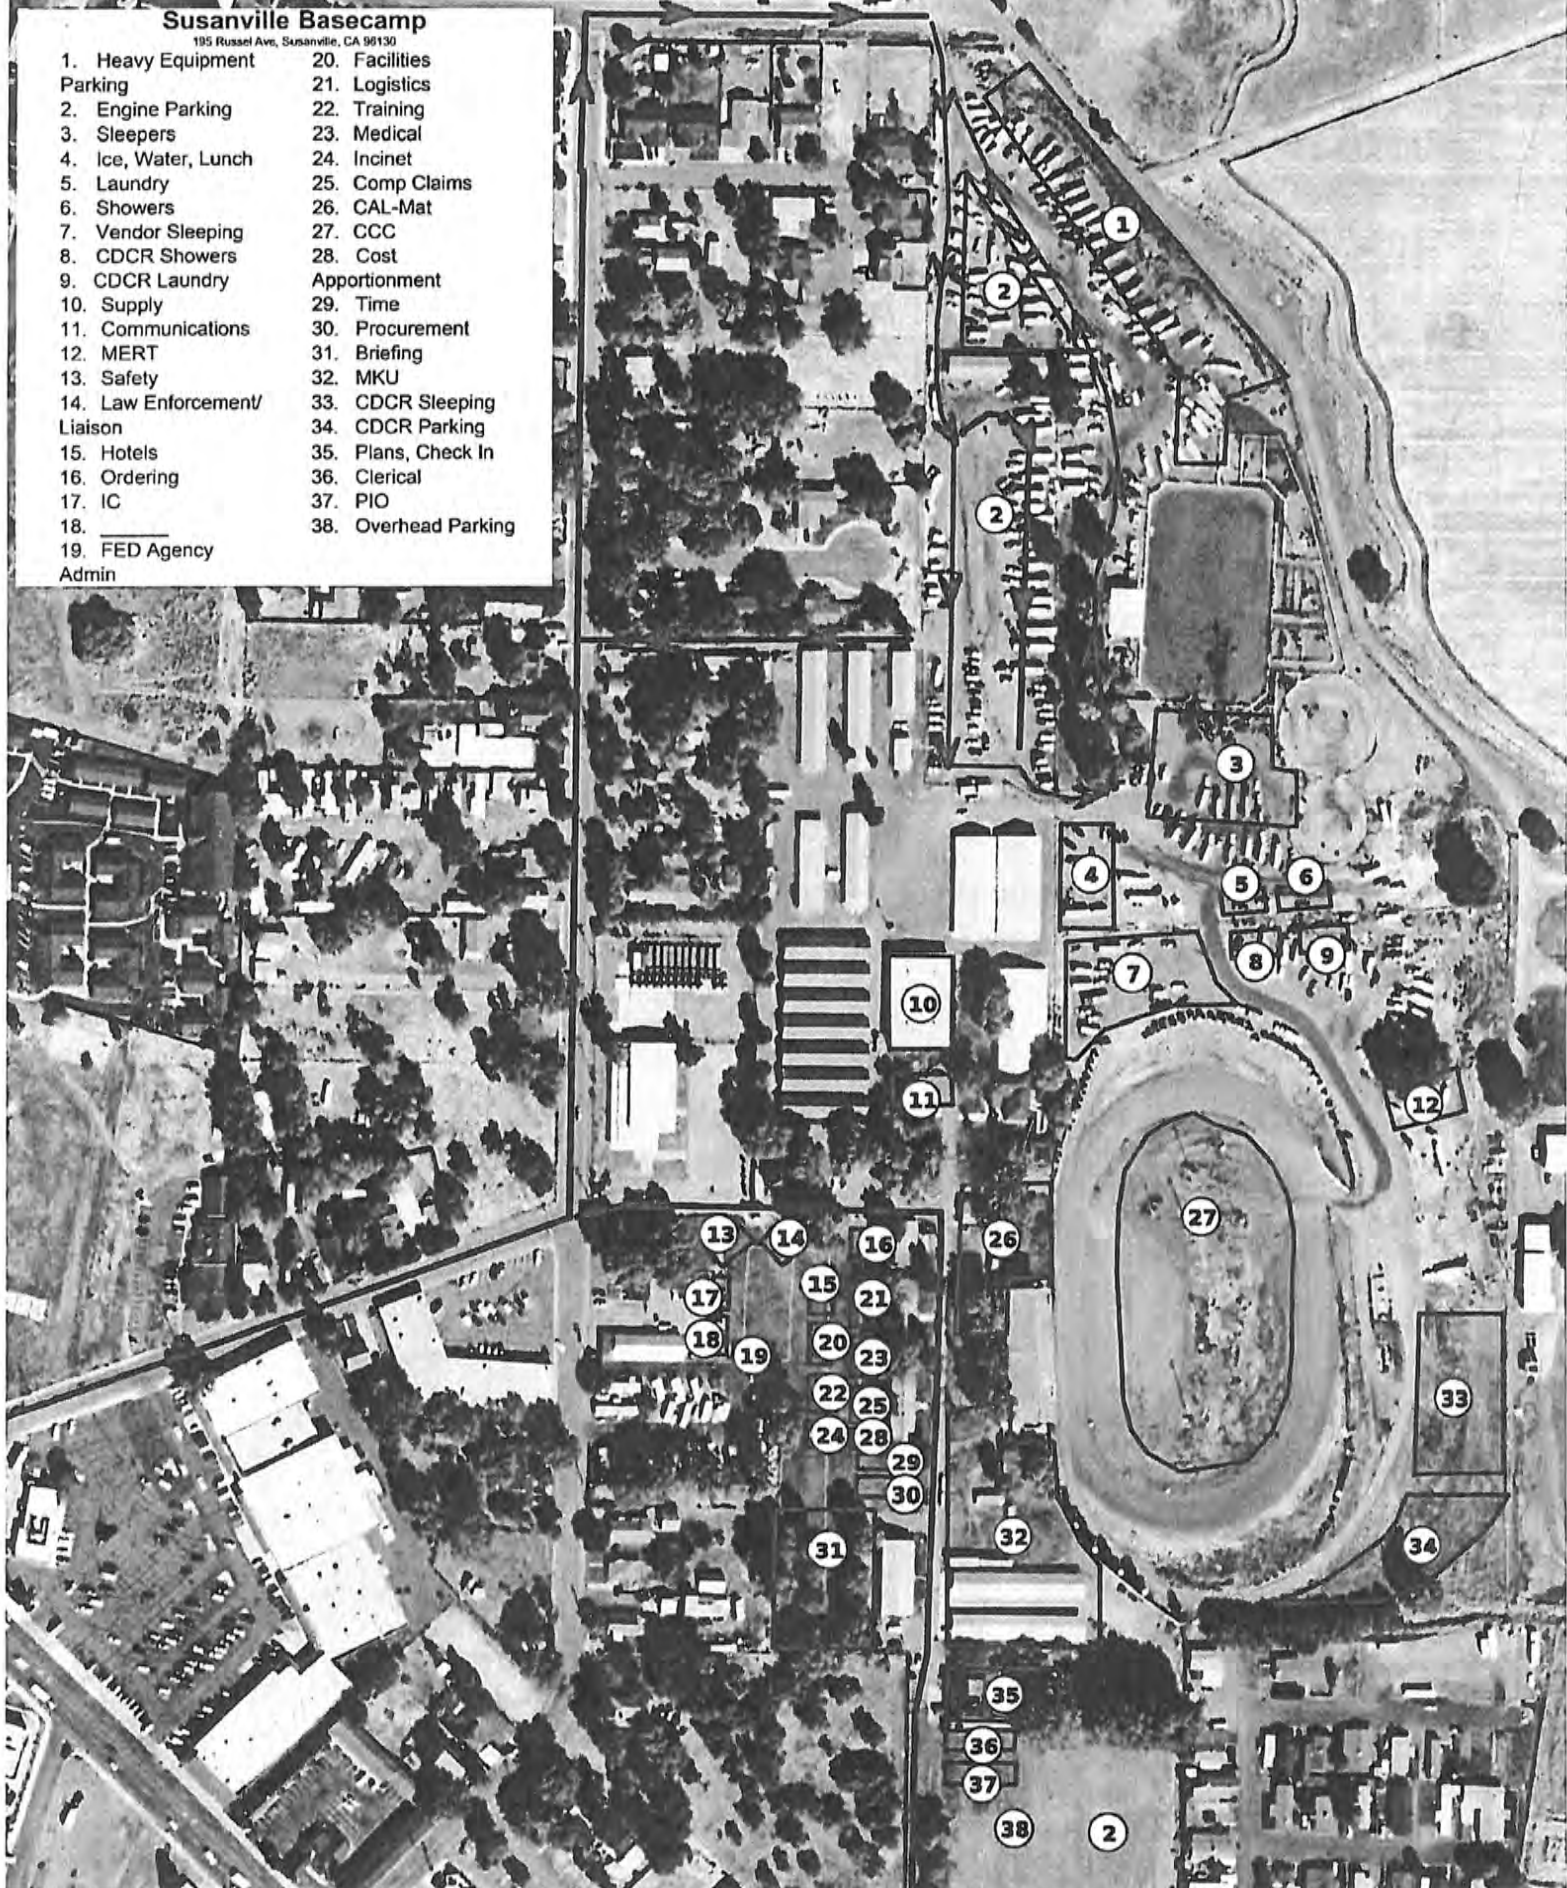 Susanville Basecamp
195 Russel Ave, Susanville, CA 96130
1. Heavy Equipment
Parking
2. Engine Parking
3. Sleepers
4. Ice, Water, Lunch
5. Laundry
6. Showers
7. Vendor Sleeping
8. CDCR Showers
9. CDCR Laundry
10. Supply
11. Communications
12. MERT
13. Safety
14. Law Enforcement/
Liaison
15. Hotels
16. Ordering
17. IC
18. ______
19. FED Agency
Admin
20. Facilities
21. Logistics
22. Training
23. Medical
24. Incinet
25. Comp Claims
26. CAL-Mat
27. CCC
28. Cost
Apportionment
29. Time
30. Procurement
31. Briefing
32. MKU
33. CDCR Sleeping
34. CDCR Parking
35. Plans, Check In
36. Clerical
37. PIO
38. Overhead Parking
1
2
2
3
4
5
6
7
8
9
10
11
12
13
14
16
26
27
15
17
21
18
20
19
23
22
25
33
24
28
29
30
32
31
34
35
36
37
38
2